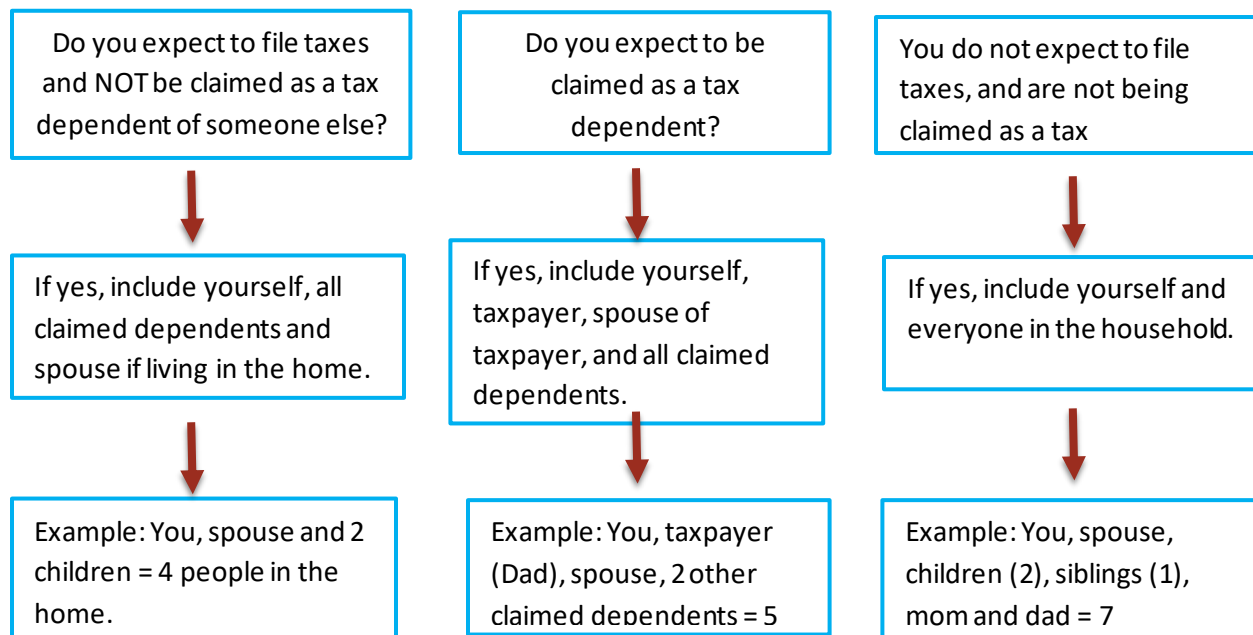 Do you expect to file taxes
and NOT be claimed as a tax
dependent of someone else?
If yes, include yourself, all
claimed dependents and
spouse if living in the home.
Example: You, spouse and 2
children = 4 people in the
home.
Do you expect to be
claimed as a tax
dependent?
If yes, include yourself,
taxpayer, spouse of
taxpayer, and all claimed
dependents.
Example: You, taxpayer
(Dad), spouse, 2 other
claimed dependents = 5
You do not expect to file
taxes, and are not being
claimed as a tax
If yes, include yourself and
everyone in the household.
Example: You, spouse,
children (2), siblings (1),
mom and dad = 7